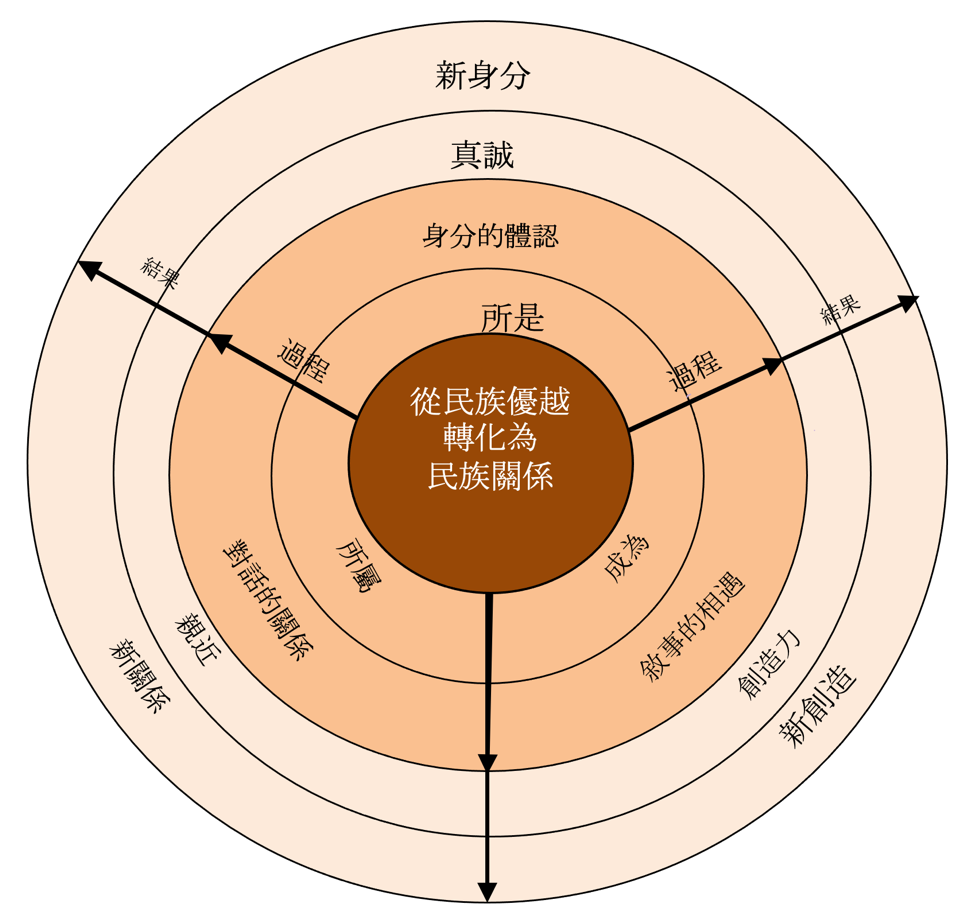 新身分
真誠
身分的體認
所是
結果
結果
過程
過程
從民族優越
轉化為
民族關係
所屬
成為
對話的關係
敘事的相遇
親近
創造力
新關係
新創造